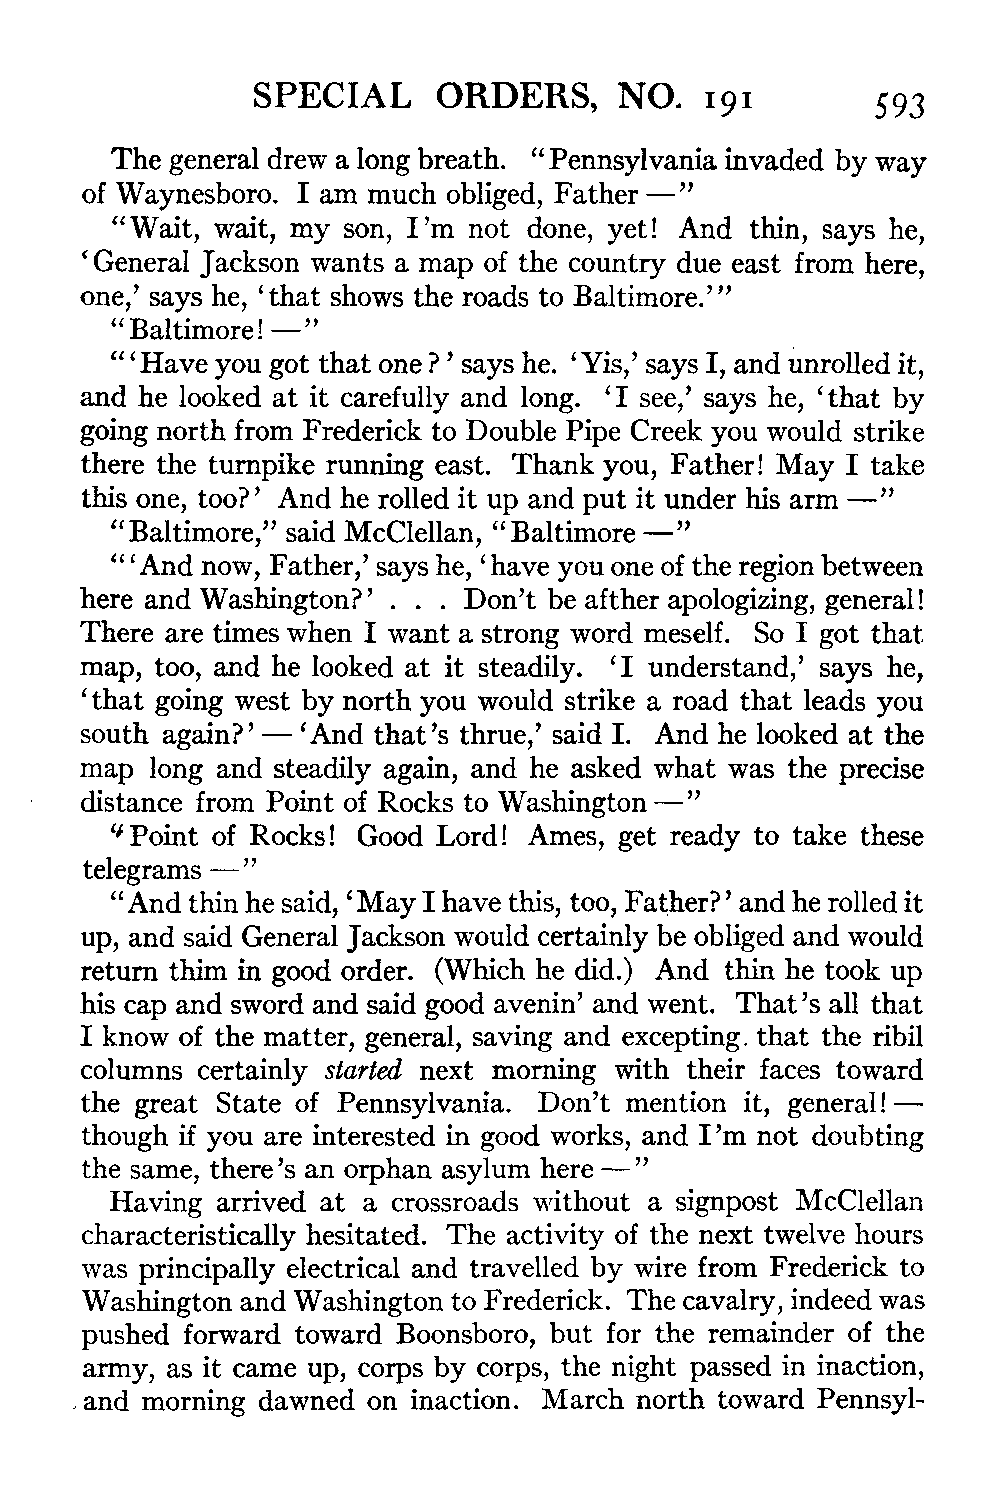 SPECIAL ORDERS, NO. 191 593
The general drew a long breath. “Pennsylvania invaded by way
of Waynesboro. I am much obliged, Father —”
“Wait, wait, my son, I’m not done, yet! And thin, says he,
‘General Jackson wants a map of the country due east from here,
one,’ says he, ‘that shows the roads to Baltimore.’”
“Baltimore! —”
“‘Have you got that one?’ says he. ‘Yis,’ says I, and unrolled it,
and he looked at it carefully and long. ‘I see,’ says he, ‘that by
going north from Frederick to Double Pipe Creek you would strike
there the turnpike running east. Thank you, Father! May I take
this one, too?’ And he rolled it up and put it under his arm —”
“Baltimore,” said McClellan, “Baltimore —”
“‘And now, Father,’ says he, ‘have you one of the region between
here and Washington?’ . . . Don’t be afther apologizing, general!
There are times when I want a strong word meself. So I got that
map, too, and he looked at it steadily. ‘I understand,’ says he,
‘that going west by north you would strike a road that leads you
south again?’ — ‘And that’s thrue,’ said I. And he looked at the
map long and steadily again, and he asked what was the precise
distance from Point of Rocks to Washington —”
“Point of Rocks! Good Lord! Ames, get ready to take these
telegrams —”
“And thin he said, ‘May I have this, too, Father?’ and he rolled it
up, and said General Jackson would certainly be obliged and would
return thim in good order. (Which he did.) And thin he took up
his cap and sword and said good avenin’ and went. That’s all that
I know of the matter, general, saving and excepting. that the ribil
columns certainly started next morning with their faces toward
the great State of Pennsylvania. Don’t mention it, general! —
though if you are interested in good works, and I’m not doubting
the same, there’s an orphan asylum here —”
Having arrived at a crossroads without a signpost McClellan
characteristically hesitated. The activity of the next twelve hours
was principally electrical and travelled by wire from Frederick to
Washington and Washington to Frederick. The cavalry, indeed was
pushed forward toward Boonsboro, but for the remainder of the
army, as it came up, corps by corps, the night passed in inaction,
and morning dawned on inaction. March north toward Pennsyl-